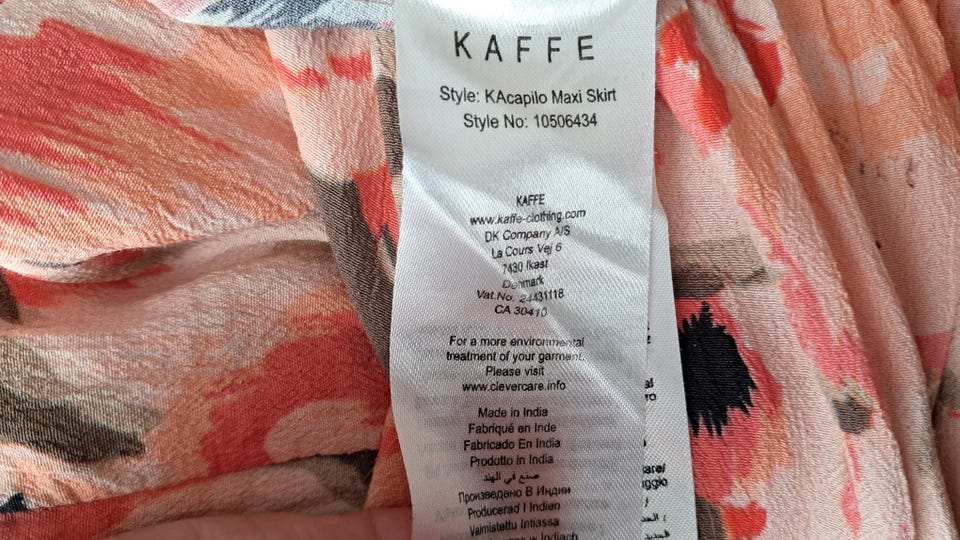 KAFFE
Style: KAcapilo Maxi Skirt
Style No: 10506434
KAFFE
www.kaffe-clothing.com
DK Company A/S
La Cours Vej 6
7430 Ikast
Denmark
Vat.No. 24431118
CA 30410
For a more environmental
treatment of your garment.
Please visit
www.clevercare.info
Made in India
Fabriqué en Inde
Fabricado En India
Prodotto in India
صنع في الهند
Произведено В Индии
Producerad I Indien
Valmistettu Intiassa